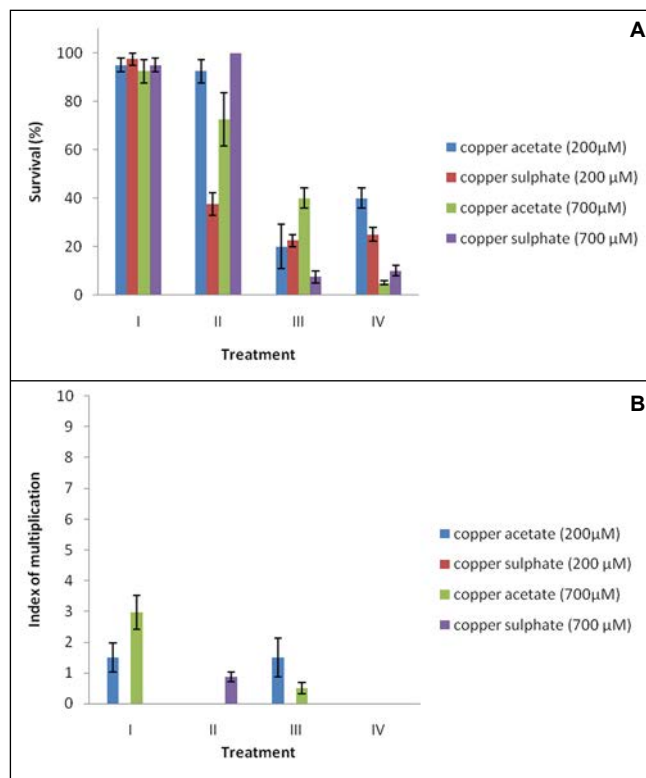 A
100
80
60
40
20
0
Survival (%)
I II III IV
Treatment
copper acetate (200µM)
copper sulphate (200 µM)
copper acetate (700µM)
copper sulphate (700 µM)
B
10
9
8
7
6
5
4
3
2
1
0
Index of multiplication
I II III IV
Treatment
copper acetate (200µM)
copper sulphate (200 µM)
copper acetate (700µM)
copper sulphate (700 µM)